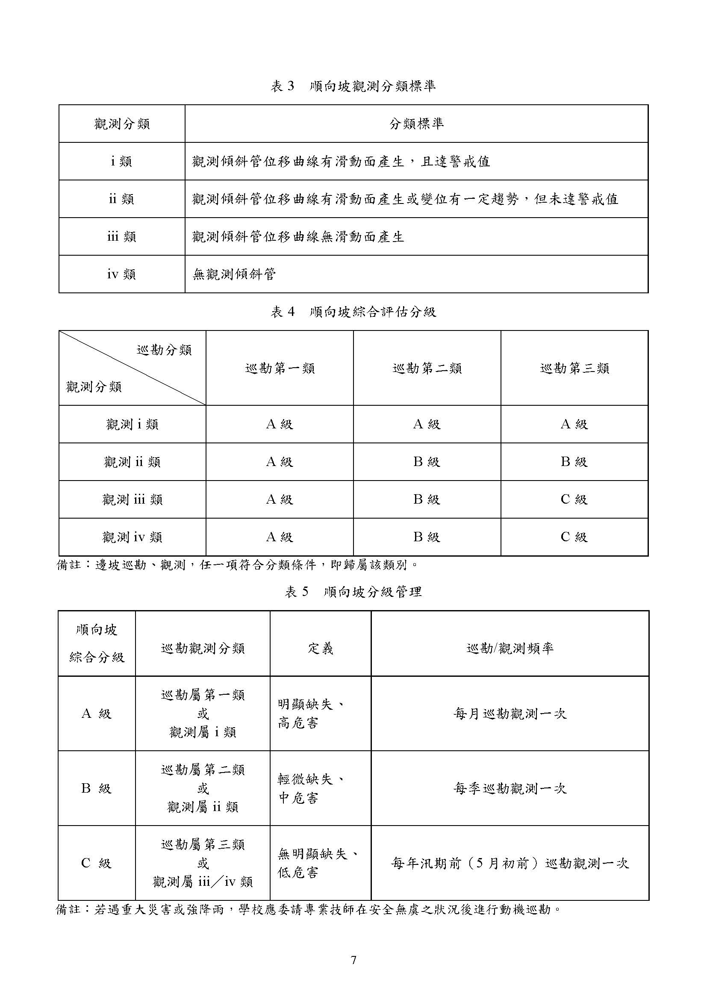 表 3　順向坡觀測分類標準
觀測分類　分類標準
i 類　觀測傾斜管位移曲線有滑動面產生，且達警戒值
ii 類　觀測傾斜管位移曲線有滑動面產生或變位有一定趨勢，但未達警戒值
iii 類　觀測傾斜管位移曲線無滑動面產生
iv 類　無觀測傾斜管
表 4　順向坡綜合評估分級
巡勘分類
觀測分類　巡勘第一類　巡勘第二類　巡勘第三類
觀測 i 類　A 級　A 級　A 級
觀測 ii 類　A 級　B 級　B 級
觀測 iii 類　A 級　B 級　C 級
觀測 iv 類　A 級　B 級　C 級
備註：邊坡巡勘、觀測，任一項符合分類條件，即歸屬該類別。
表 5　順向坡分級管理
順向坡
綜合分級　巡勘觀測分類　定義　巡勘/觀測頻率
A 級
巡勘屬第一類
或
觀測屬 i 類
明顯缺失、
高危害
每月巡勘觀測一次
B 級
巡勘屬第二類
或
觀測屬 ii 類
輕微缺失、
中危害
每季巡勘觀測一次
C 級
巡勘屬第三類
或
觀測屬 iii／iv 類
無明顯缺失、
低危害
每年汛期前（5 月初前）巡勘觀測一次
備註：若遇重大災害或強降雨，學校應委請專業技師在安全無虞之狀況後進行動機巡勘。
7